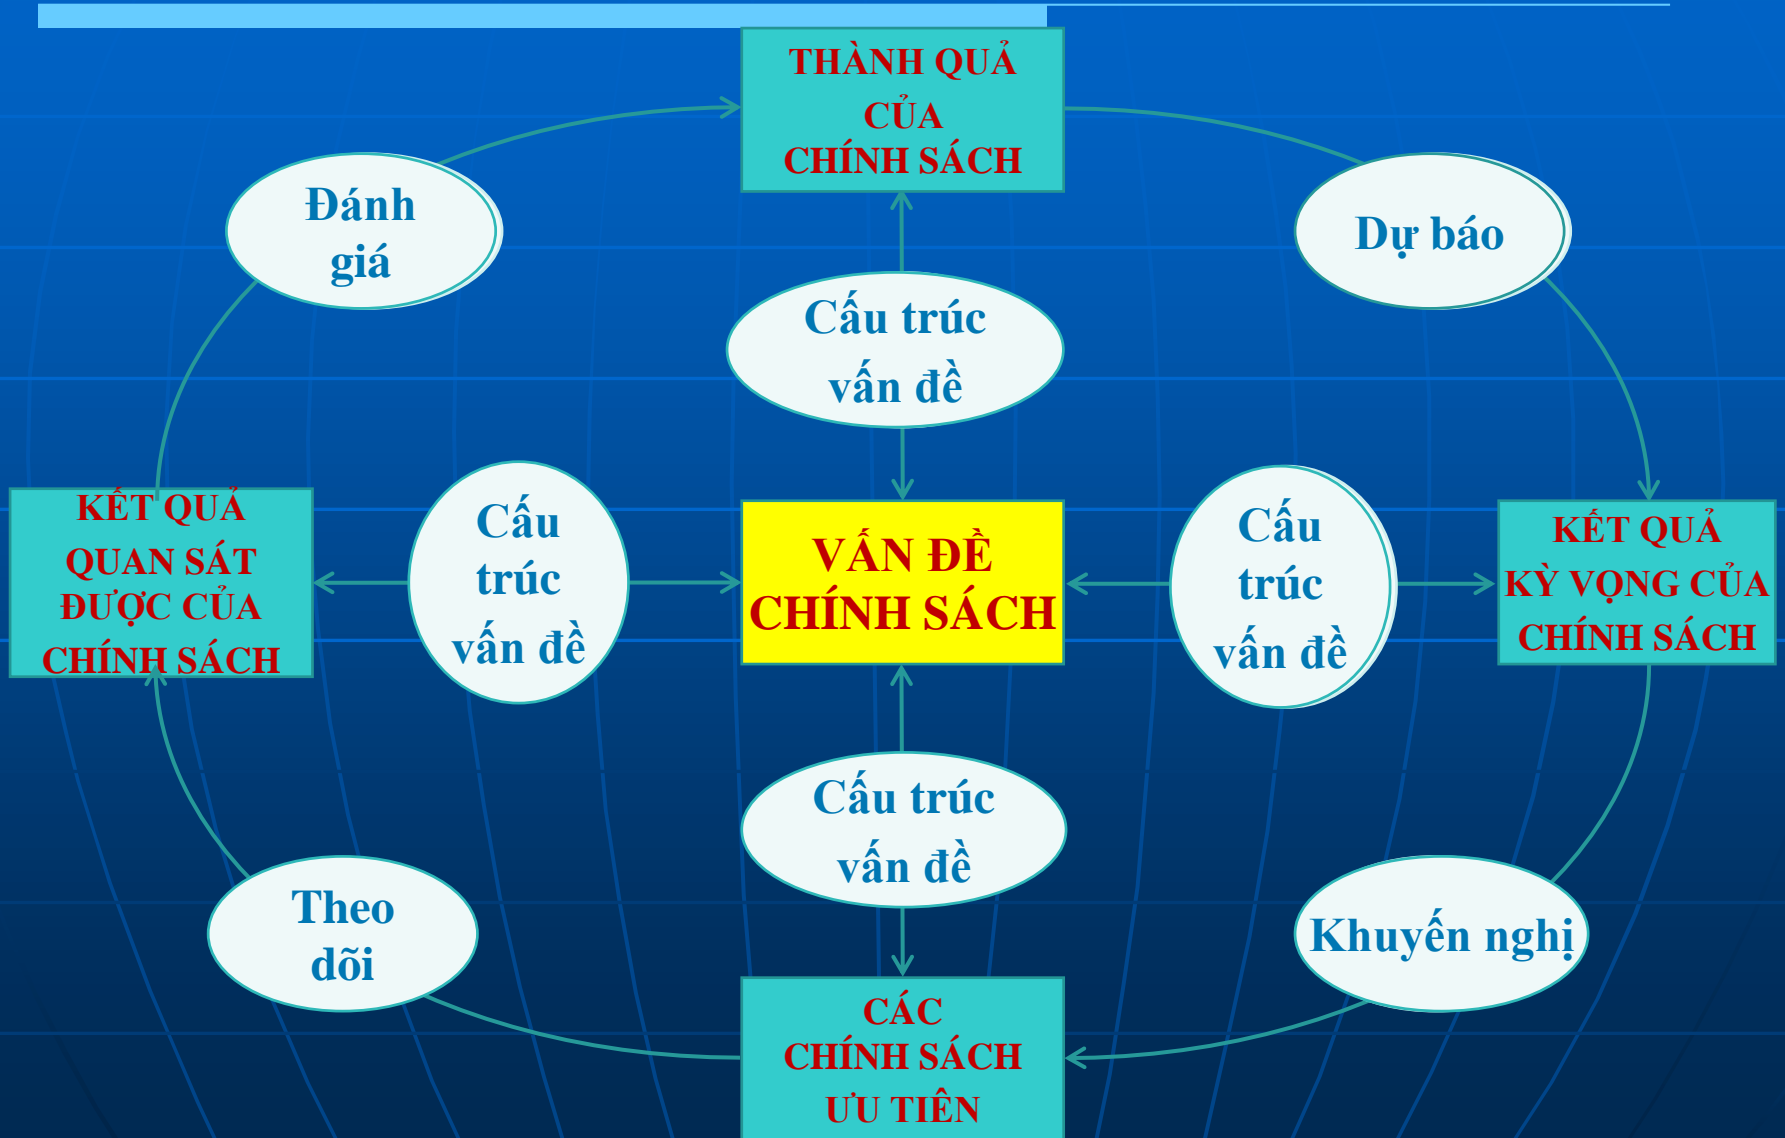 THÀNH QUẢ
CỦA
CHÍNH SÁCH
Đánh
giá
Dự báo
Cấu trúc
vấn đề
KẾT QUẢ
QUAN SÁT
ĐƯỢC CỦA
CHÍNH SÁCH
Cấu
trúc
vấn đề
VẤN ĐỀ
CHÍNH SÁCH
Cấu
trúc
vấn đề
KẾT QUẢ
KỲ VỌNG CỦA
CHÍNH SÁCH
Cấu trúc
vấn đề
Theo
dõi
Khuyến nghị
CÁC
CHÍNH SÁCH
ƯU TIÊN